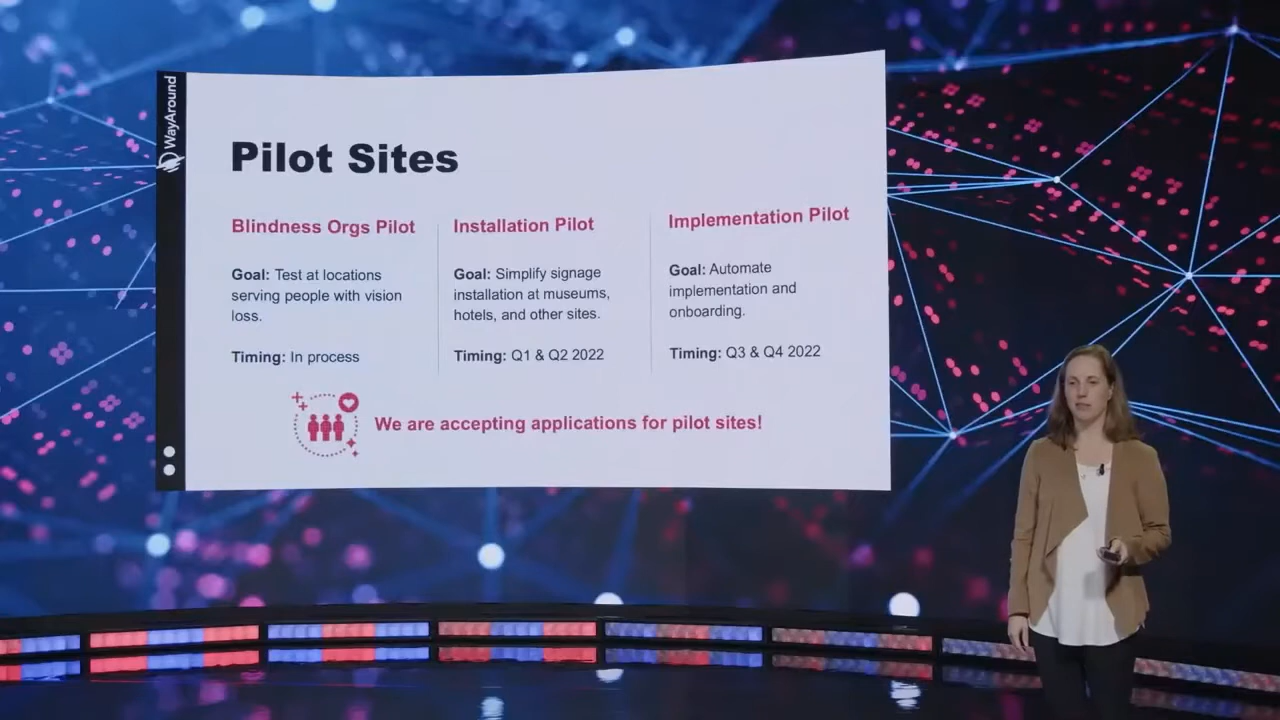 WayAround
Pilot Sites
Blindness Orgs Pilot
Goal: Test at locations
serving people with vision
loss.
Timing: In process
Installation Pilot
Goal: Simplify signage
installation at museums,
hotels, and other sites.
Timing: Q1 & Q2 2022
Implementation Pilot
Goal: Automate
implementation and
onboarding.
Timing: Q3 & Q4 2022
We are accepting applications for pilot sites!